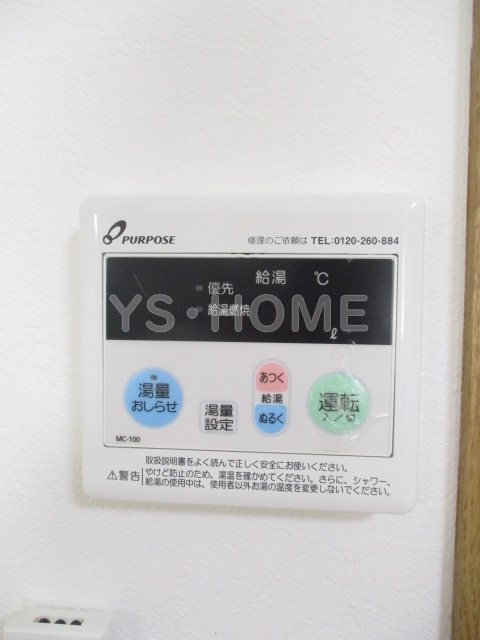 PURPOSE
修理のご依頼は TEL:0120-260-884
給湯 ℃
優先
YS・HOME
給湯燃焼
ℓ
湯量
おしらせ
湯量
設定
あつく
給湯
ぬるく
運転
入/切
MC-100
取扱説明書をよく読んで正しく安全にお使いください。
⚠警告 やけど防止のため、湯温を確かめてください。さらに、シャワー、
給湯の使用中は、使用者以外お湯の温度を変更しないでください。